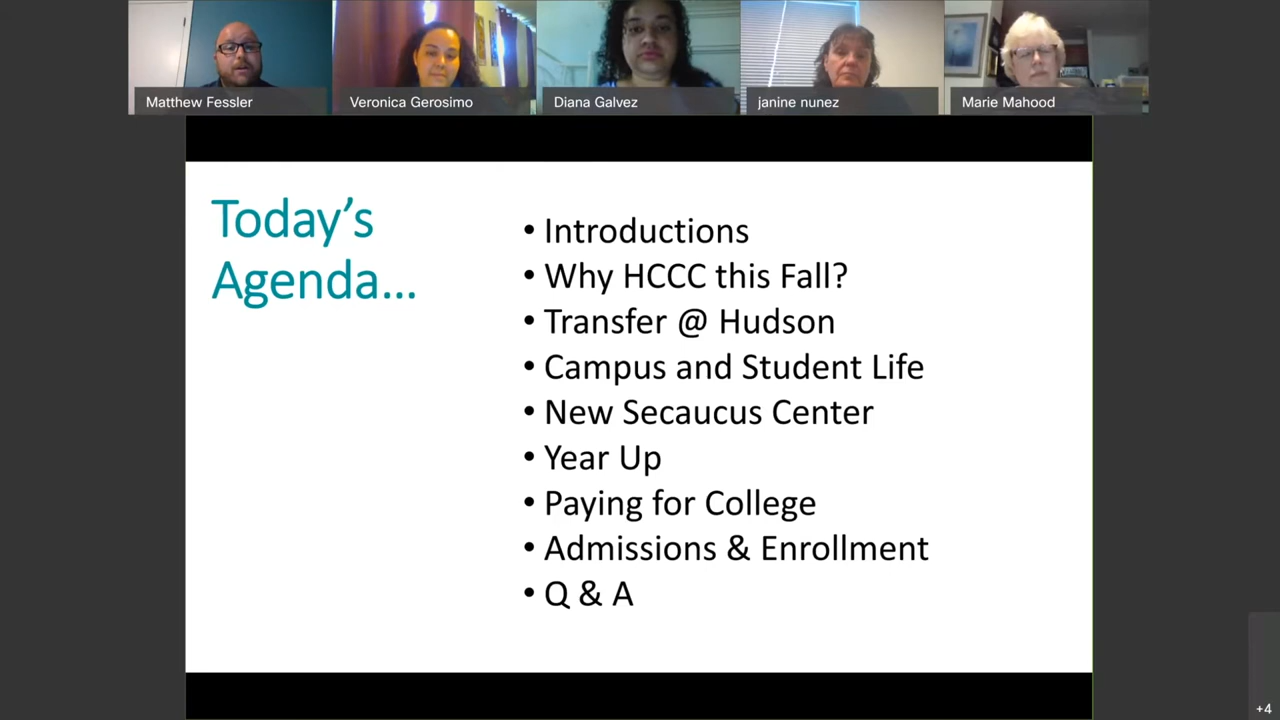 Matthew Fessler
Veronica Gerosimo
Diana Galvez
janine nunez
Marie Mahood
Today's
Agenda...
• Introductions
• Why HCCC this Fall?
• Transfer @ Hudson
• Campus and Student Life
• New Secaucus Center
• Year Up
• Paying for College
• Admissions & Enrollment
• Q & A
+4